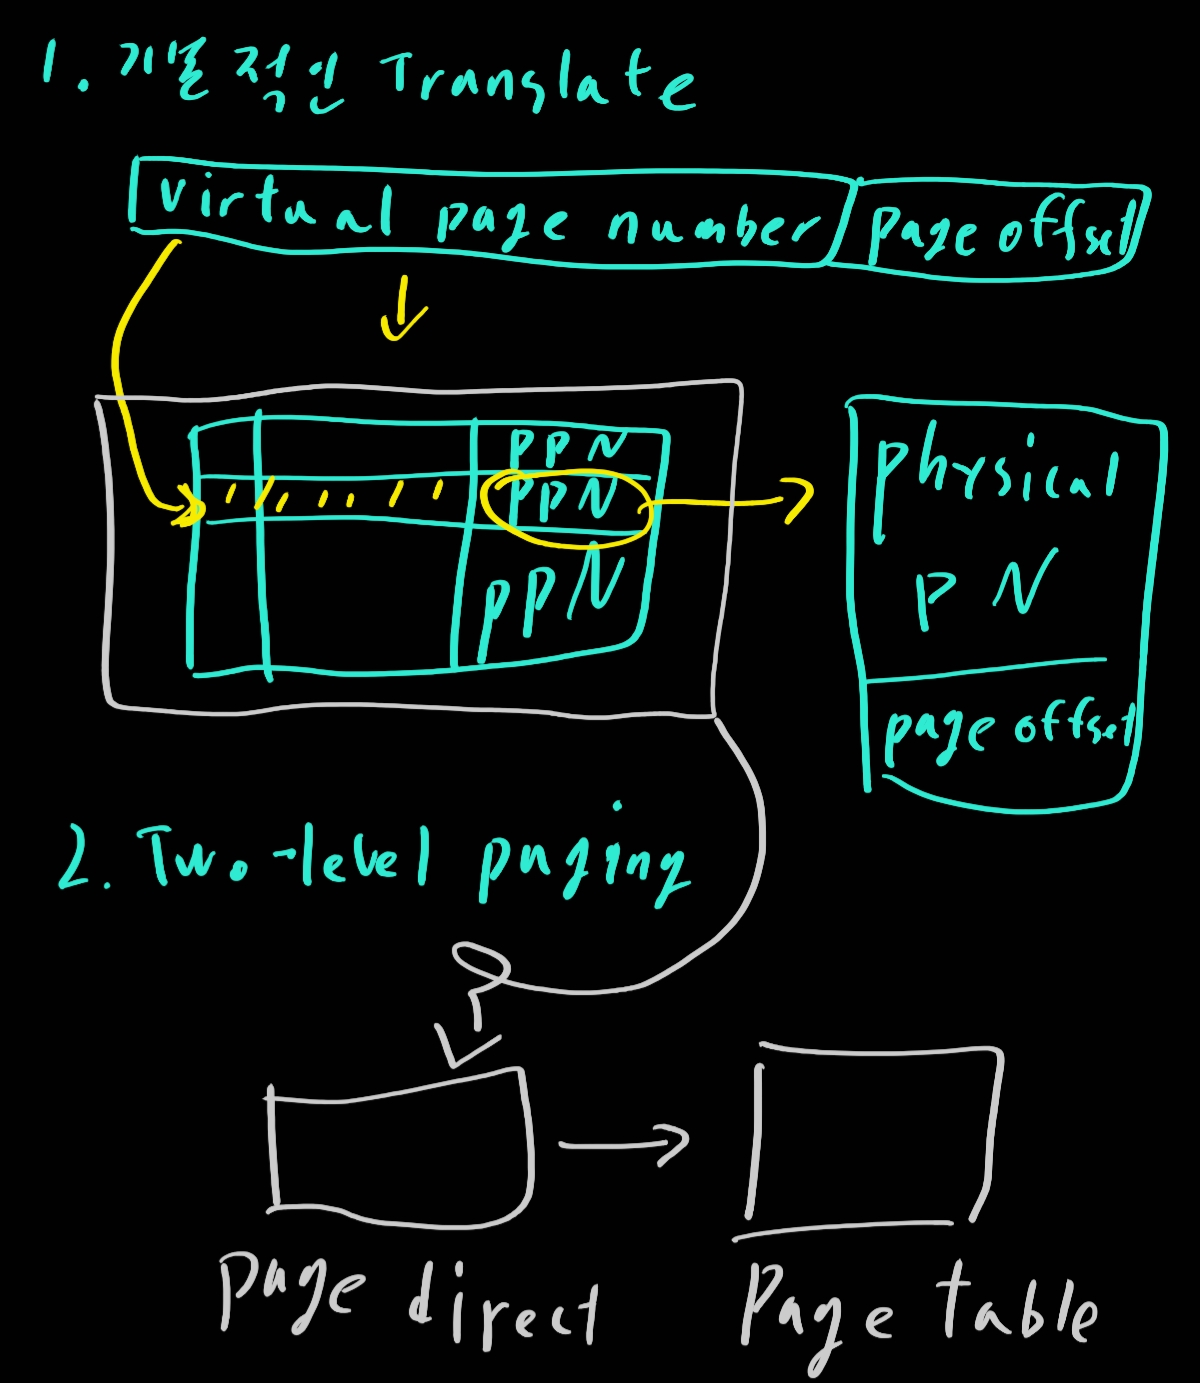 1. 기본적인 Translate
virtual page number page offset
PPN
PPN
PPN
physical
PN
page offset
2. Two-level paging
page direct
Page table